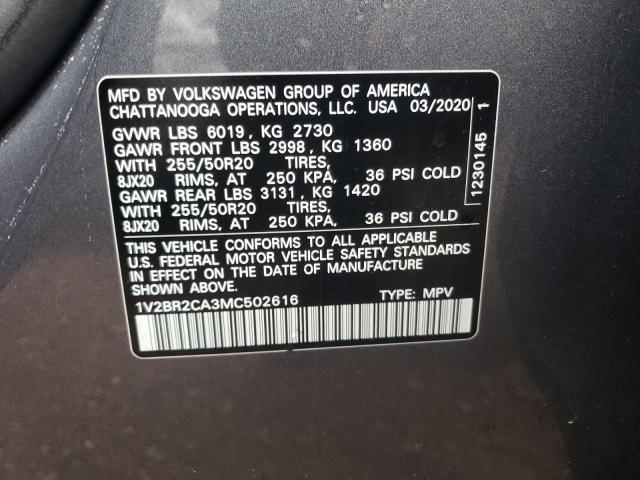 MFD BY VOLKSWAGEN GROUP OF AMERICA
CHATTANOOGA OPERATIONS, LLC. USA 03/2020
GVWR LBS 6019, KG 2730
GAWR FRONT LBS 2998, KG 1360
WITH 255/50R20 TIRES,
8JX20 RIMS, AT 250 KPA, 36 PSI COLD
GAWR REAR LBS 3131, KG 1420
WITH 255/50R20 TIRES,
8JX20 RIMS, AT 250 KPA, 36 PSI COLD
THIS VEHICLE CONFORMS TO ALL APPLICABLE
U.S. FEDERAL MOTOR VEHICLE SAFETY STANDARDS
IN EFFECT ON THE DATE OF MANUFACTURE
SHOWN ABOVE.
1V2BR2CA3MC502616 TYPE: MPV
1230145 1